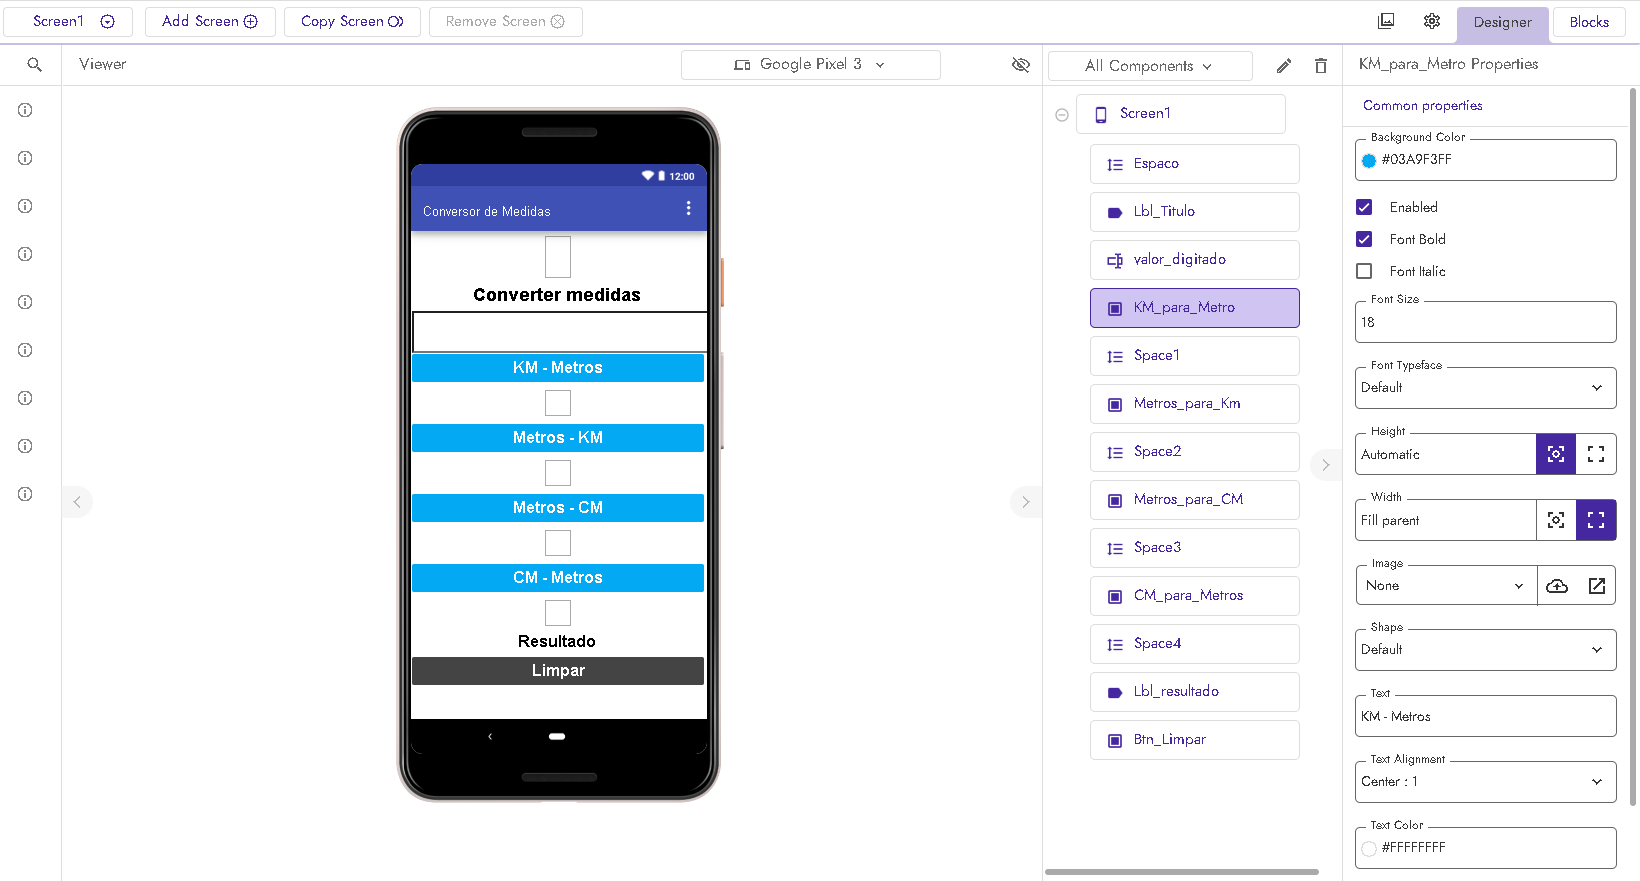 Screen1
Add Screen
Copy Screen
Remove Screen
Designer
Blocks
Viewer
Google Pixel 3
All Components
KM_para_Metro Properties
12:00
Conversor de Medidas
Converter medidas
KM - Metros
Metros - KM
Metros - CM
CM - Metros
Resultado
Limpar
Screen1
Espaco
Lbl_Titulo
valor_digitado
KM_para_Metro
Space1
Metros_para_Km
Space2
Metros_para_CM
Space3
CM_para_Metros
Space4
Lbl_resultado
Btn_Limpar
Common properties
Background Color
#03A9F3FF
Enabled
Font Bold
Font Italic
Font Size
18
Font Typeface
Default
Height
Automatic
Width
Fill parent
Image
None
Shape
Default
Text
KM - Metros
Text Alignment
Center : 1
Text Color
#FFFFFFFF